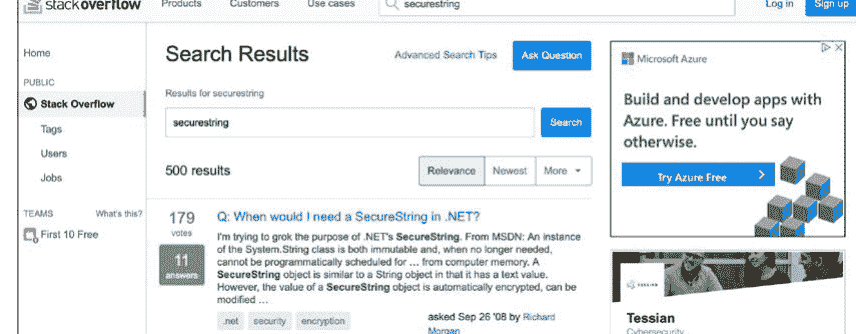 stackoverflow Products Customers Use cases securestring Log in Sign up
Home
PUBLIC
Stack Overflow
Tags
Users
Jobs
TEAMS What's this?
First 10 Free
Search Results Advanced Search Tips Ask Question
Results for securestring
securestring Search
500 results Relevance Newest More
179
votes
11
answers
Q: When would I need a SecureString in .NET?
I'm trying to grok the purpose of .NET's SecureString. From MSDN: An instance
of the System.String class is both immutable and, when no longer needed,
cannot be programmatically scheduled for ... from computer memory. A
SecureString object is similar to a String object in that it has a text value.
However, the value of a SecureString object is automatically encrypted, can be
modified ...
.net security encryption
asked Sep 26 '08 by Richard
Morgan
Microsoft Azure
Build and develop apps with
Azure. Free until you say
otherwise.
Try Azure Free
TESSIAN
Tessian
Cybersecurity